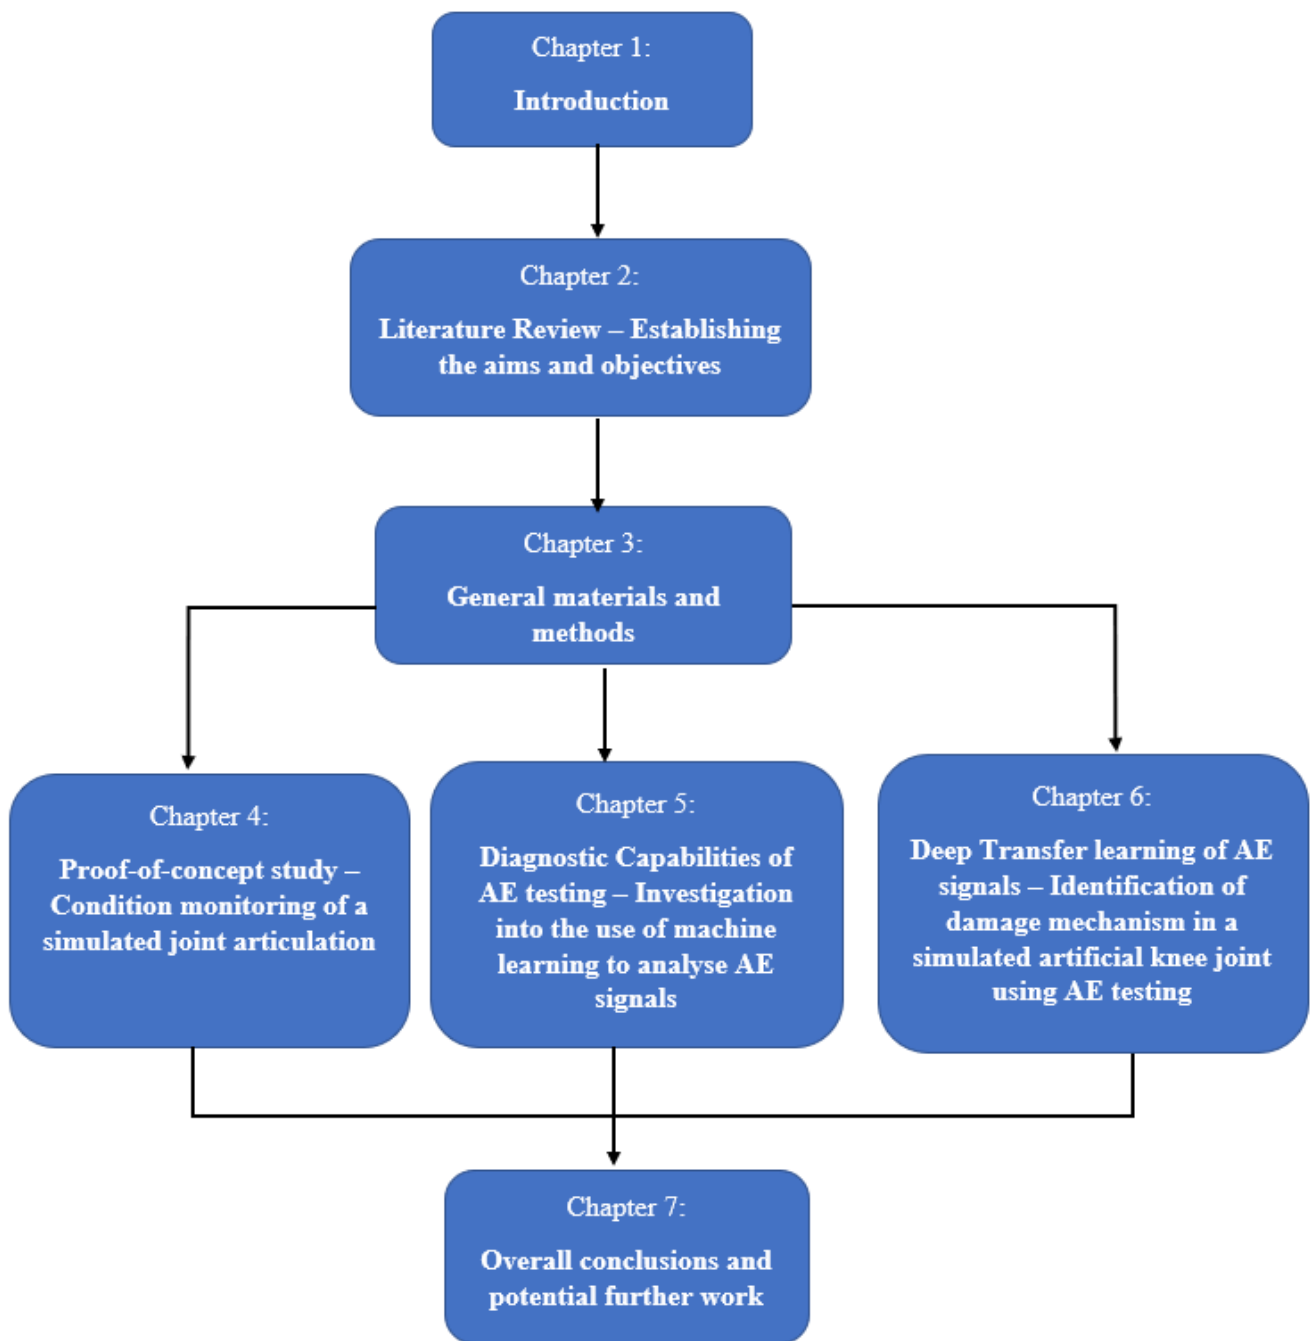 Chapter 1:
Introduction
Chapter 2:
Literature Review – Establishing
the aims and objectives
Chapter 3:
General materials and
methods
Chapter 4:
Proof-of-concept study –
Condition monitoring of a
simulated joint articulation
Chapter 5:
Diagnostic Capabilities of
AE testing – Investigation
into the use of machine
learning to analyse AE
signals
Chapter 6:
Deep Transfer learning of AE
signals – Identification of
damage mechanism in a
simulated artificial knee joint
using AE testing
Chapter 7:
Overall conclusions and
potential further work